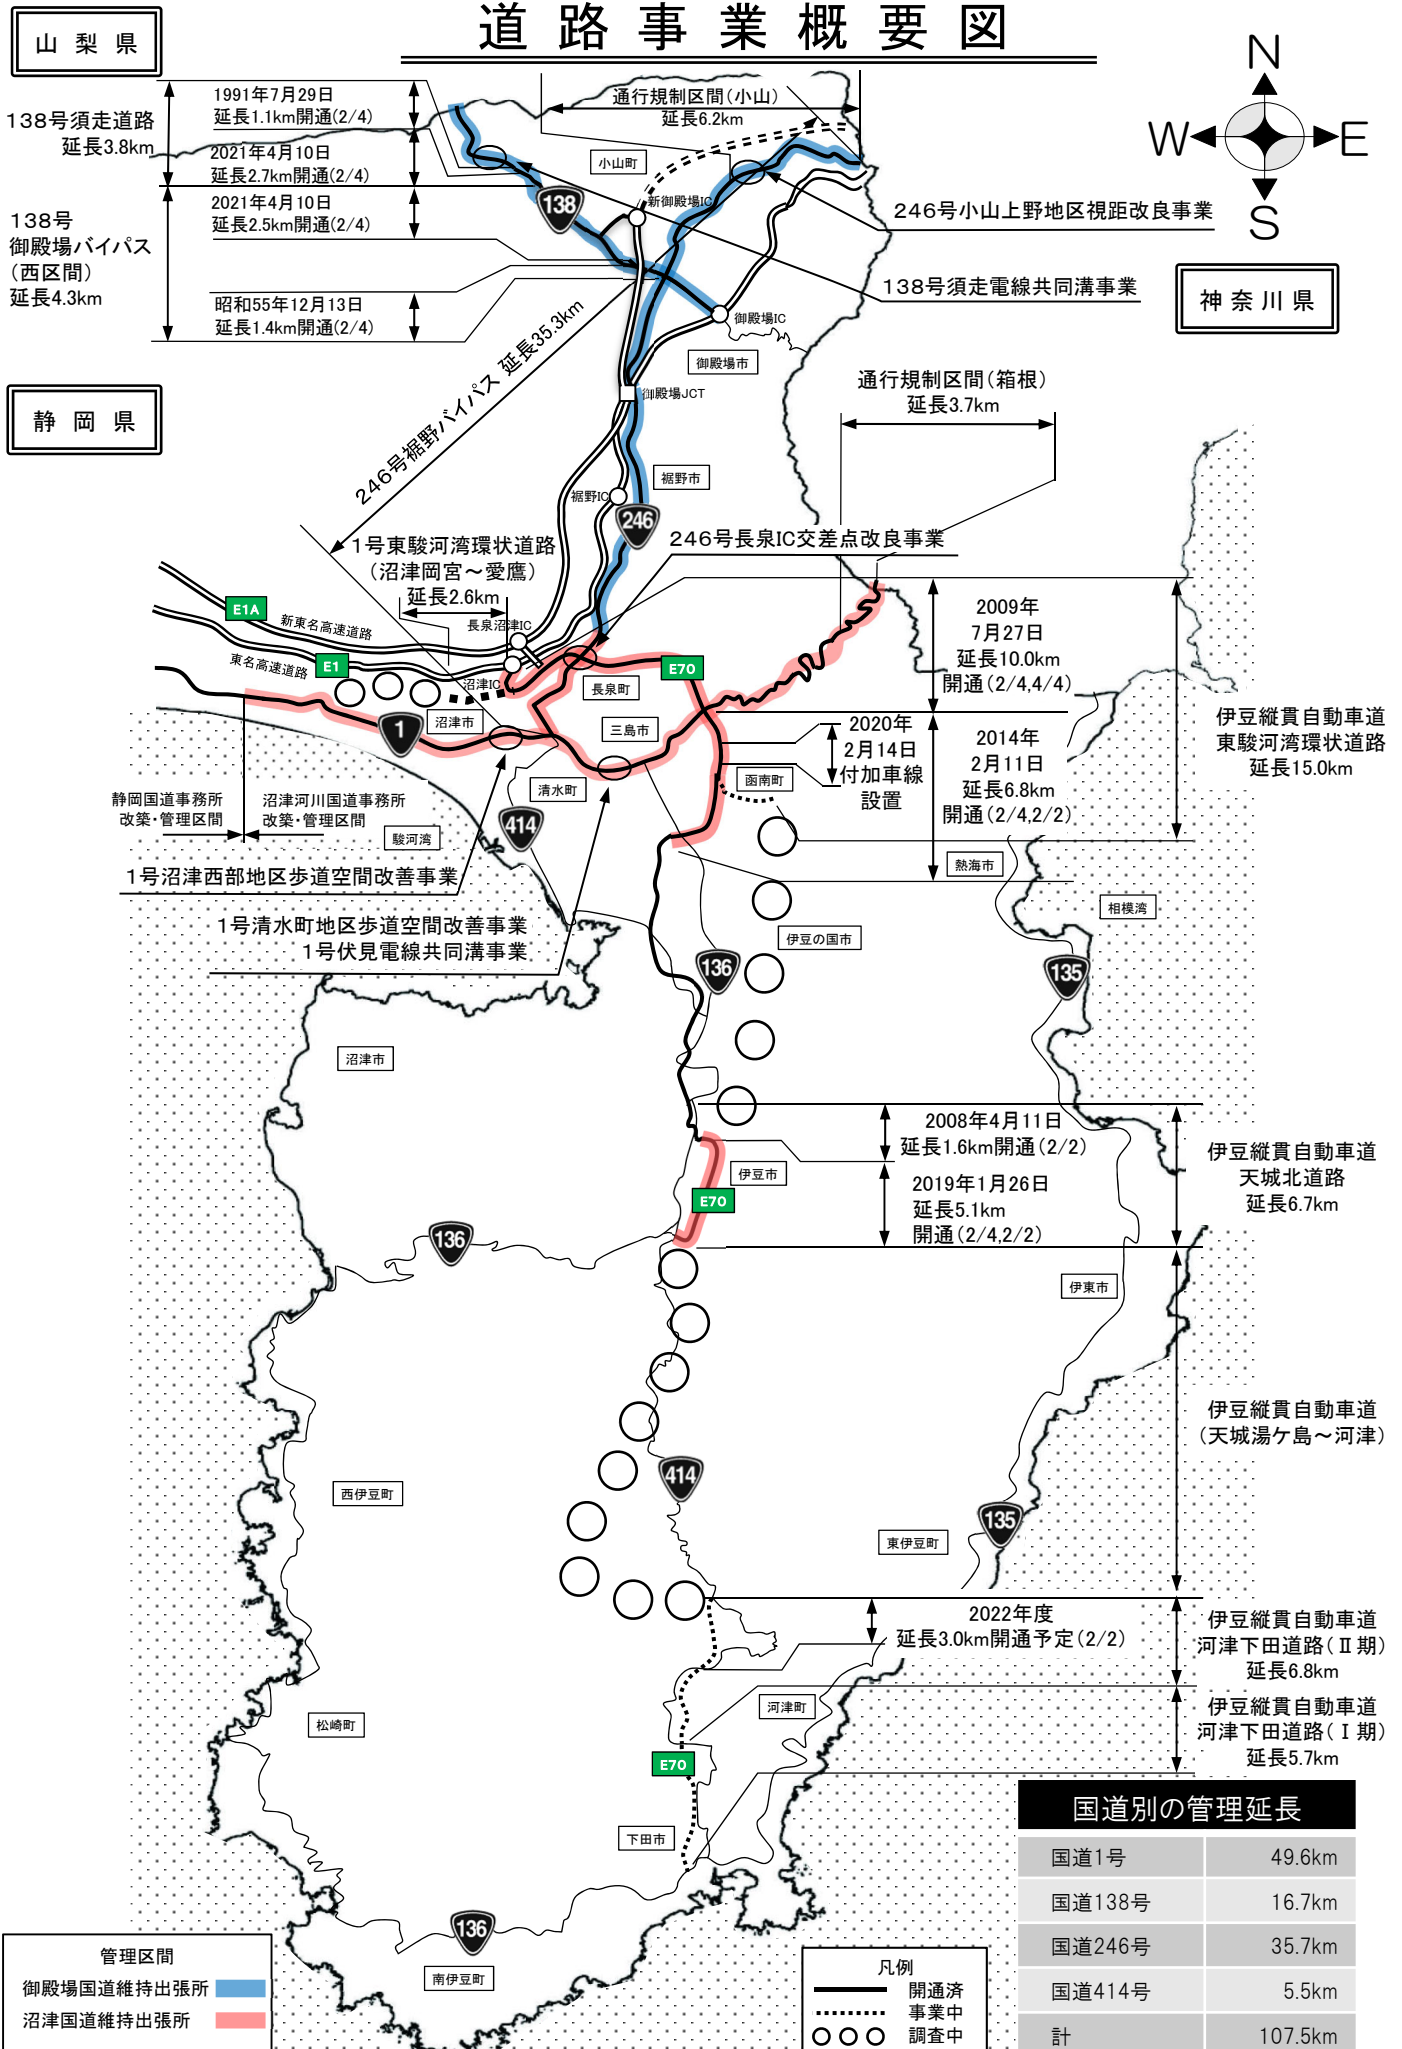 道路事業概要図
山梨県
N
W
E
S
神奈川県
静岡県
138号須走道路
延長3.8km
1991年7月29日
延長1.1km開通(2/4)
2021年4月10日
延長2.7km開通(2/4)
138号
御殿場バイパス
(西区間)
延長4.3km
2021年4月10日
延長2.5km開通(2/4)
昭和55年12月13日
延長1.4km開通(2/4)
通行規制区間(小山)
延長6.2km
小山町
138
新御殿場IC
246号小山上野地区視距改良事業
138号須走電線共同溝事業
御殿場IC
御殿場市
御殿場JCT
246号裾野バイパス 延長35.3km
通行規制区間(箱根)
延長3.7km
裾野IC
裾野市
246
246号長泉IC交差点改良事業
1号東駿河湾環状道路
(沼津岡宮～愛鷹)
延長2.6km
E1A
新東名高速道路
長泉沼津IC
東名高速道路
E1
沼津IC
E70
長泉町
沼津市
1
三島市
清水町
函南町
414
2009年
7月27日
延長10.0km
開通(2/4,4/4)
2020年
2月14日
付加車線
設置
2014年
2月11日
延長6.8km
開通(2/4,2/2)
伊豆縦貫自動車道
東駿河湾環状道路
延長15.0km
静岡国道事務所
改築・管理区間
沼津河川国道事務所
改築・管理区間
駿河湾
1号沼津西部地区歩道空間改善事業
1号清水町地区歩道空間改善事業
1号伏見電線共同溝事業
熱海市
相模湾
伊豆の国市
136
135
沼津市
2008年4月11日
延長1.6km開通(2/2)
伊豆市
E70
2019年1月26日
延長5.1km
開通(2/4,2/2)
伊豆縦貫自動車道
天城北道路
延長6.7km
136
伊東市
伊豆縦貫自動車道
(天城湯ケ島～河津)
西伊豆町
414
135
東伊豆町
2022年度
延長3.0km開通予定(2/2)
伊豆縦貫自動車道
河津下田道路(Ⅱ期)
延長6.8km
河津町
伊豆縦貫自動車道
河津下田道路(Ⅰ期)
延長5.7km
松崎町
E70
下田市
136
南伊豆町
管理区間
御殿場国道維持出張所
沼津国道維持出張所
凡例
開通済
事業中
調査中
国道別の管理延長
国道1号 49.6km
国道138号 16.7km
国道246号 35.7km
国道414号 5.5km
計 107.5km